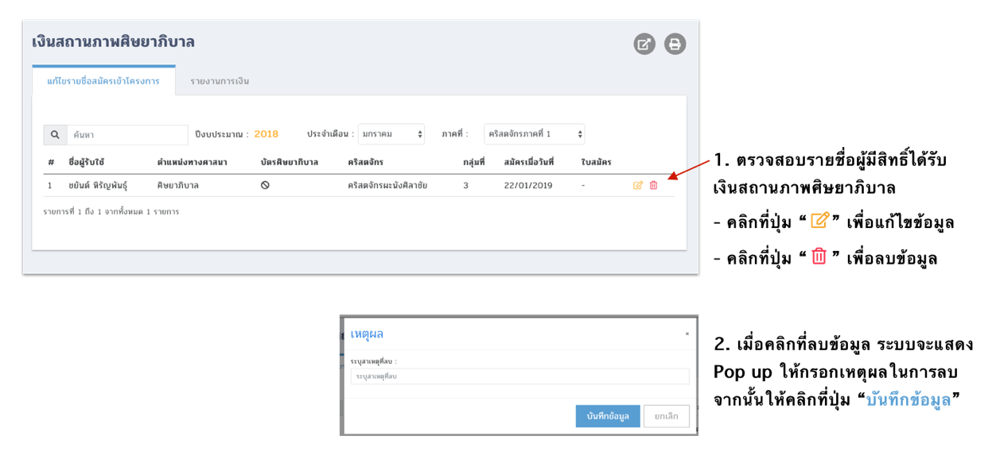 เงินสถานภาพศิษยาภิบาล
แก้ไขรายชื่อสมัครเข้าโครงการ รายงานการเงิน
ค้นหา ปีงบประมาณ : 2018 ประจำเดือน : มกราคม ภาคที่ : คริสตจักรภาคที่ 1
# ชื่อผู้รับใช้ ตำแหน่งทางศาสนา บัตรศิษยาภิบาล คริสตจักร กลุ่มที่ สมัครเมื่อวันที่ ใบสมัคร
1 ชยันต์ หิรัญพันธุ์ ศิษยาภิบาล คริสตจักรผะนังศิลาชัย 3 22/01/2019 -
รายการที่ 1 ถึง 1 จากทั้งหมด 1 รายการ
1. ตรวจสอบรายชื่อผู้มีสิทธิ์ได้รับ
เงินสถานภาพศิษยาภิบาล
- คลิกที่ปุ่ม “ ” เพื่อแก้ไขข้อมูล
- คลิกที่ปุ่ม “ ” เพื่อลบข้อมูล
เหตุผล ×
ระบุสาเหตุที่ลบ :
ระบุสาเหตุที่ลบ
บันทึกข้อมูล ยกเลิก
2. เมื่อคลิกที่ลบข้อมูล ระบบจะแสดง
Pop up ให้กรอกเหตุผลในการลบ
จากนั้นให้คลิกที่ปุ่ม “บันทึกข้อมูล”